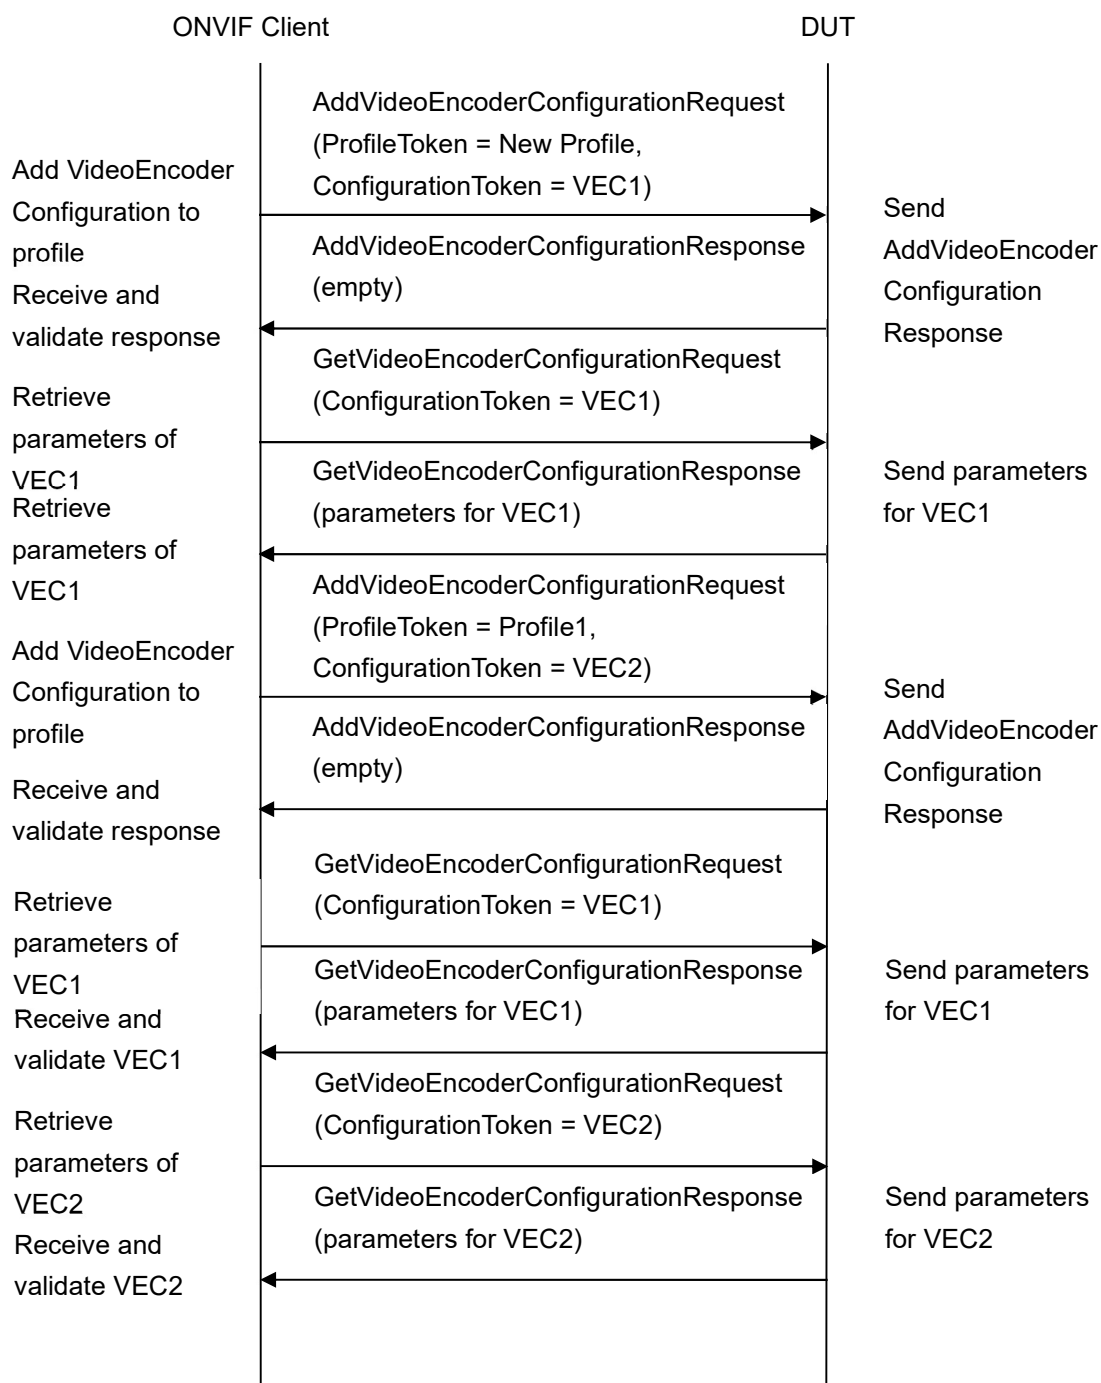 ONVIF Client
DUT
AddVideoEncoderConfigurationRequest
(ProfileToken = New Profile,
ConfigurationToken = VEC1)
Add VideoEncoder
Configuration to
profile
Send
AddVideoEncoder
Configuration
Response
AddVideoEncoderConfigurationResponse
(empty)
Receive and
validate response
GetVideoEncoderConfigurationRequest
(ConfigurationToken = VEC1)
Retrieve
parameters of
VEC1
GetVideoEncoderConfigurationResponse
(parameters for VEC1)
Send parameters
for VEC1
Retrieve
parameters of
VEC1
AddVideoEncoderConfigurationRequest
(ProfileToken = Profile1,
ConfigurationToken = VEC2)
Add VideoEncoder
Configuration to
profile
Send
AddVideoEncoder
Configuration
Response
AddVideoEncoderConfigurationResponse
(empty)
Receive and
validate response
GetVideoEncoderConfigurationRequest
(ConfigurationToken = VEC1)
Retrieve
parameters of
VEC1
GetVideoEncoderConfigurationResponse
(parameters for VEC1)
Send parameters
for VEC1
Receive and
validate VEC1
GetVideoEncoderConfigurationRequest
(ConfigurationToken = VEC2)
Retrieve
parameters of
VEC2
GetVideoEncoderConfigurationResponse
(parameters for VEC2)
Send parameters
for VEC2
Receive and
validate VEC2